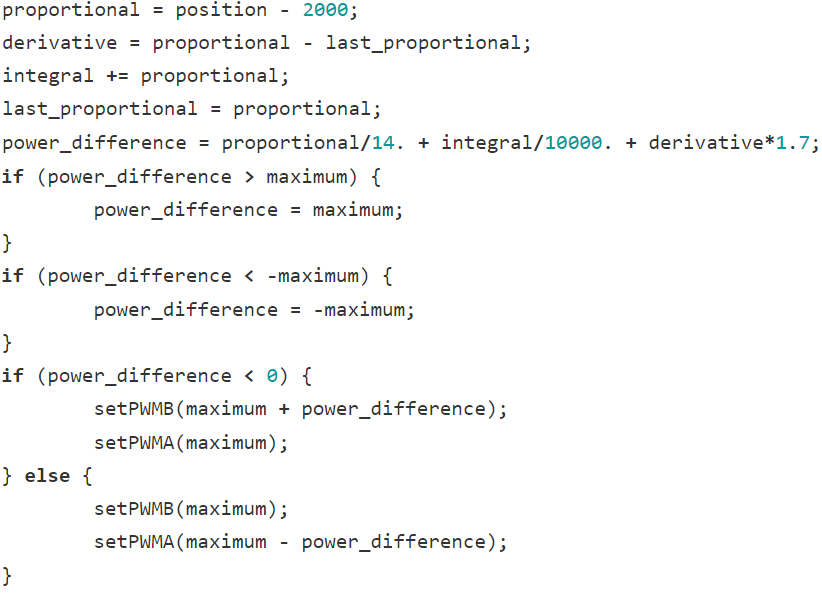 proportional = position - 2000;
derivative = proportional - last_proportional;
integral += proportional;
last_proportional = proportional;
power_difference = proportional/14. + integral/10000. + derivative*1.7;
if (power_difference > maximum) {
        power_difference = maximum;
}
if (power_difference < -maximum) {
        power_difference = -maximum;
}
if (power_difference < 0) {
        setPWMB(maximum + power_difference);
        setPWMA(maximum);
} else {
        setPWMB(maximum);
        setPWMA(maximum - power_difference);
}